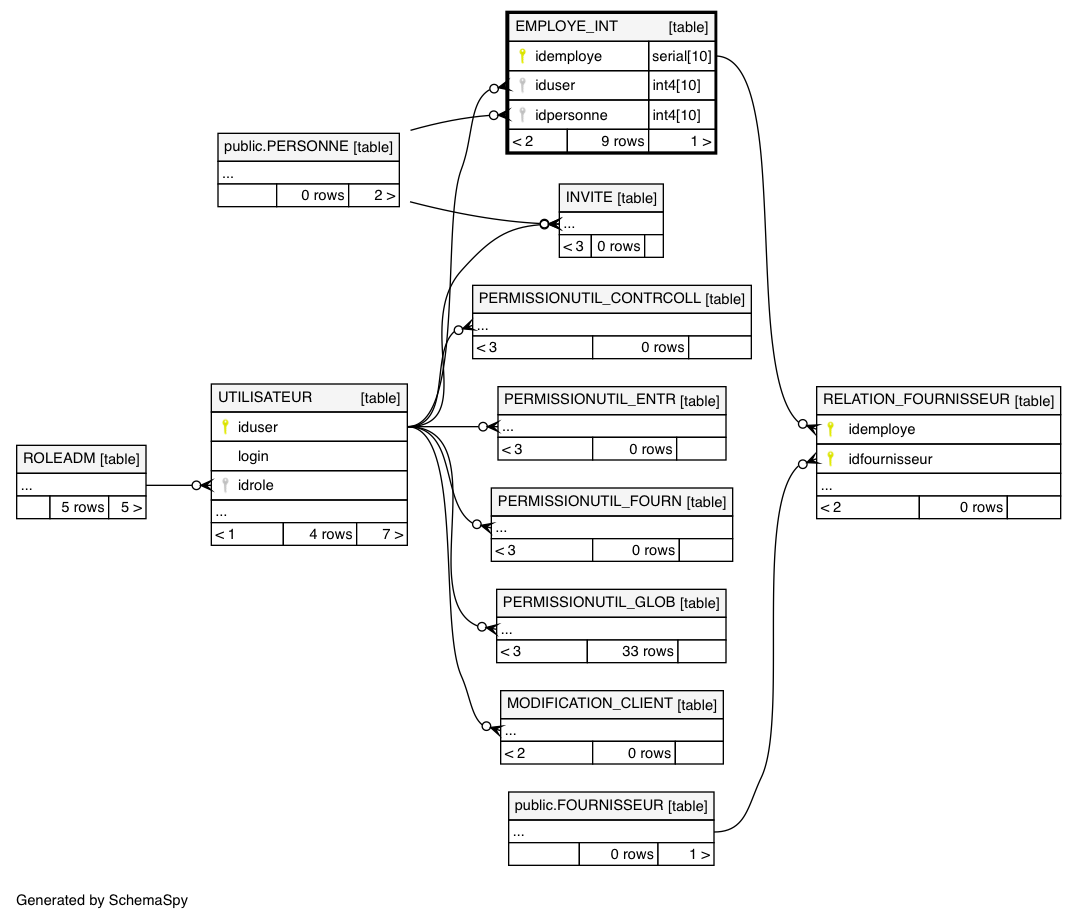 EMPLOYE_INT [table]
idemploye serial[10]
iduser int4[10]
idpersonne int4[10]
< 2 9 rows 1 >
public.PERSONNE [table]
...
0 rows 2 >
INVITE [table]
...
< 3 0 rows
PERMISSIONUTIL_CONTRCOLL [table]
...
< 3 0 rows
UTILISATEUR [table]
iduser
login
idrole
...
< 1 4 rows 7 >
PERMISSIONUTIL_ENTR [table]
...
< 3 0 rows
RELATION_FOURNISSEUR [table]
idemploye
idfournisseur
...
< 2 0 rows
ROLEADM [table]
...
5 rows 5 >
PERMISSIONUTIL_FOURN [table]
...
< 3 0 rows
PERMISSIONUTIL_GLOB [table]
...
< 3 33 rows
MODIFICATION_CLIENT [table]
...
< 2 0 rows
public.FOURNISSEUR [table]
...
0 rows 1 >
Generated by SchemaSpy